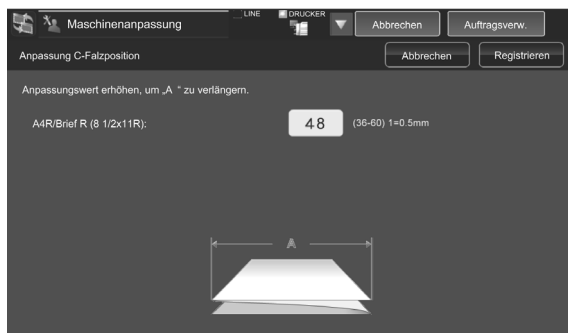 Maschinenanpassung
LINE
DRUCKER
Abbrechen
Auftragsverw.
Anpassung C-Falzposition
Abbrechen
Registrieren
Anpassungswert erhöhen, um „A “ zu verlängern.
A4R/Brief R (8 1/2x11R):
48
(36-60) 1=0.5mm
A